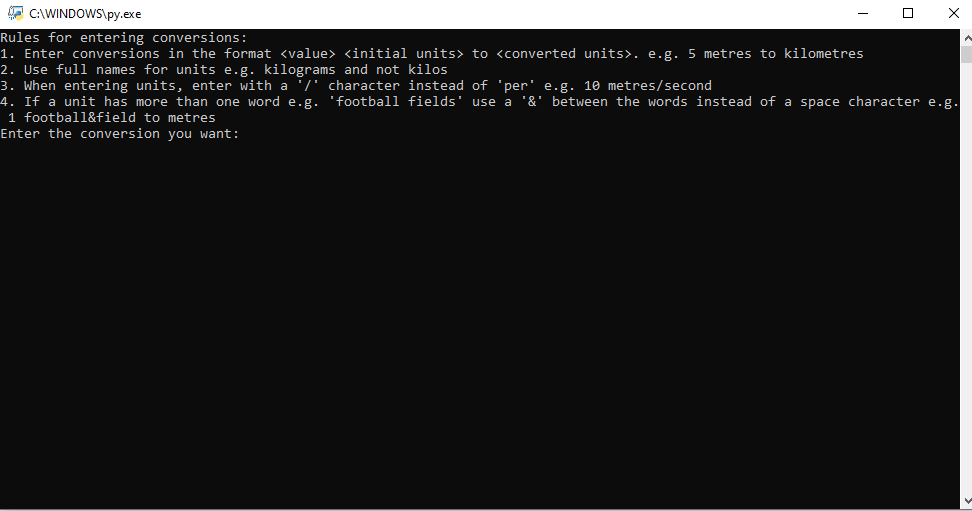 C:\WINDOWS\py.exe
Rules for entering conversions:
1. Enter conversions in the format <value> <initial units> to <converted units>. e.g. 5 metres to kilometres
2. Use full names for units e.g. kilograms and not kilos
3. When entering units, enter with a '/' character instead of 'per' e.g. 10 metres/second
4. If a unit has more than one word e.g. 'football fields' use a '&' between the words instead of a space character e.g.
1 football&field to metres
Enter the conversion you want: